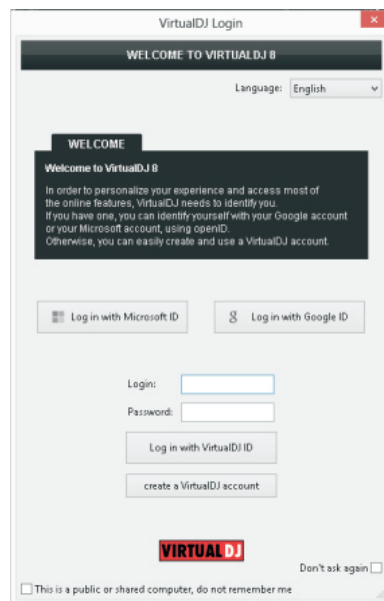 VirtualDJ Login
WELCOME TO VIRTUALDJ 8
Language: English
WELCOME
Welcome to VirtualDJ 8
In order to personalize your experience and access most of
the online features, VirtualDJ needs to identify you.
If you have one, you can identify yourself with your Google account
or your Microsoft account, using openID.
Otherwise, you can easily create and use a VirtualDJ account.
Log in with Microsoft ID
g Log in with Google ID
Login:
Password:
Log in with VirtualDJ ID
create a VirtualDJ account
VIRTUAL DJ
Don't ask again
This is a public or shared computer, do not remember me